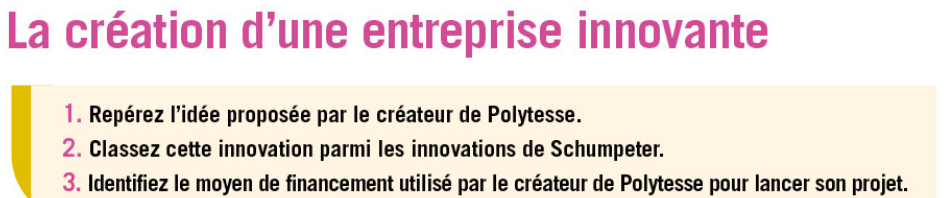 La création d’une entreprise innovante
1. Repérez l’idée proposée par le créateur de Polytesse.
2. Classez cette innovation parmi les innovations de Schumpeter.
3. Identifiez le moyen de financement utilisé par le créateur de Polytesse pour lancer son projet.